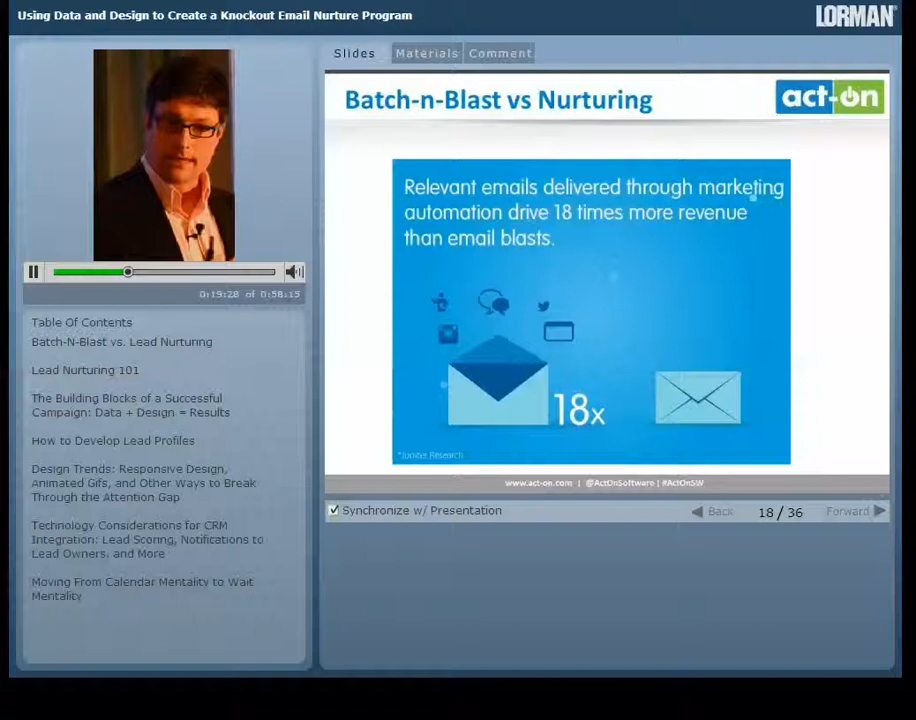 Using Data and Design to Create a Knockout Email Nurture Program
LORMAN
Slides Materials Comment
Batch-n-Blast vs Nurturing
act-on
Relevant emails delivered through marketing
automation drive 18 times more revenue
than email blasts.
18x
*Jupiter Research
www.act-on.com | @ActOnSoftware | #ActOnSW
0:19:28 of 0:58:15
Table Of Contents
Batch-N-Blast vs. Lead Nurturing
Lead Nurturing 101
The Building Blocks of a Successful
Campaign: Data + Design = Results
How to Develop Lead Profiles
Design Trends: Responsive Design,
Animated Gifs, and Other Ways to Break
Through the Attention Gap
Technology Considerations for CRM
Integration: Lead Scoring, Notifications to
Lead Owners, and More
Moving From Calendar Mentality to Wait
Mentality
Synchronize w/ Presentation
Back 18 / 36 Forward